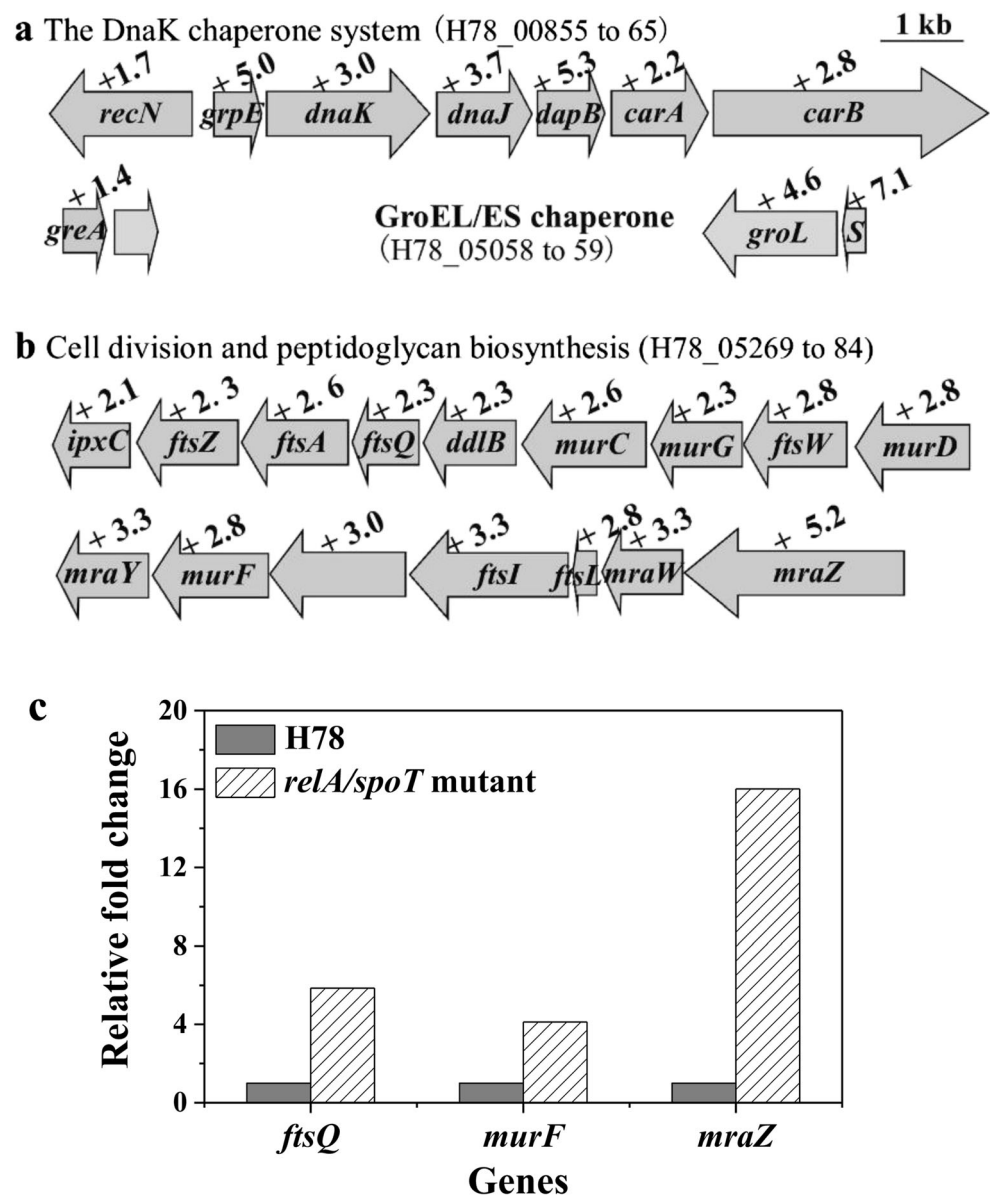 a The DnaK chaperone system (H78_00855 to 65)
1 kb
+1.7 + 5.0 + 3.0 + 3.7 + 5.3 + 2.2 + 2.8
recN grpE dnaK dnaJ dapB carA carB
+ 1.4 + 4.6 + 7.1
greA GroEL/ES chaperone groL S
(H78_05058 to 59)
b Cell division and peptidoglycan biosynthesis (H78_05269 to 84)
+ 2.1 + 2. 3 + 2. 6 + 2.3 + 2.3 + 2.6 + 2.3 + 2.8 + 2.8
ipxC ftsZ ftsA ftsQ ddlB murC murG ftsW murD
+ 3.3 + 2.8 + 3.0 + 3.3 + 2.8 + 3.3 + 5.2
mraY murF ftsI ftsL mraW mraZ
c
Relative fold change
20
16
12
8
4
0
H78
relA/spoT mutant
ftsQ murF mraZ
Genes